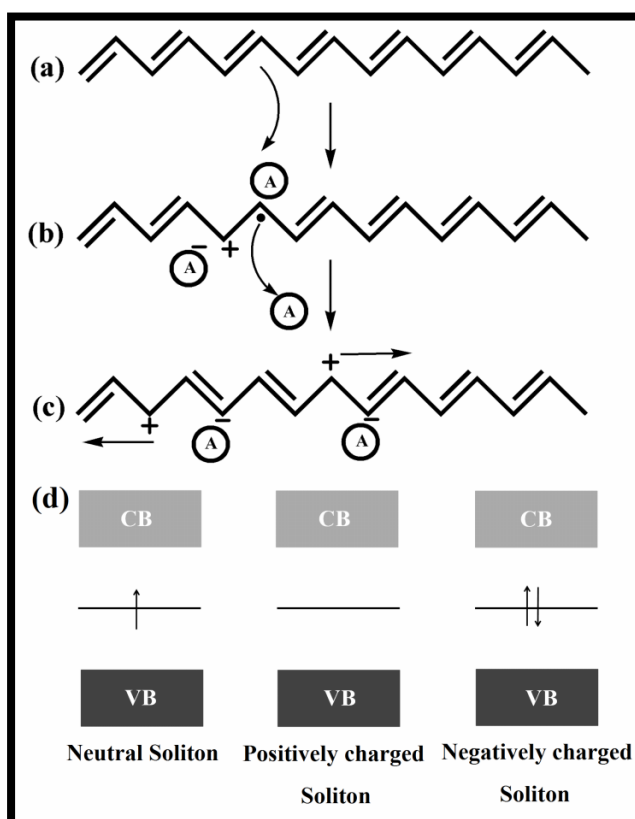 (a)
A
(b)
A − +
A
+
(c)
+ A − A −
(d)
CB CB CB
VB VB VB
Neutral Soliton Positively charged Negatively charged
Soliton Soliton